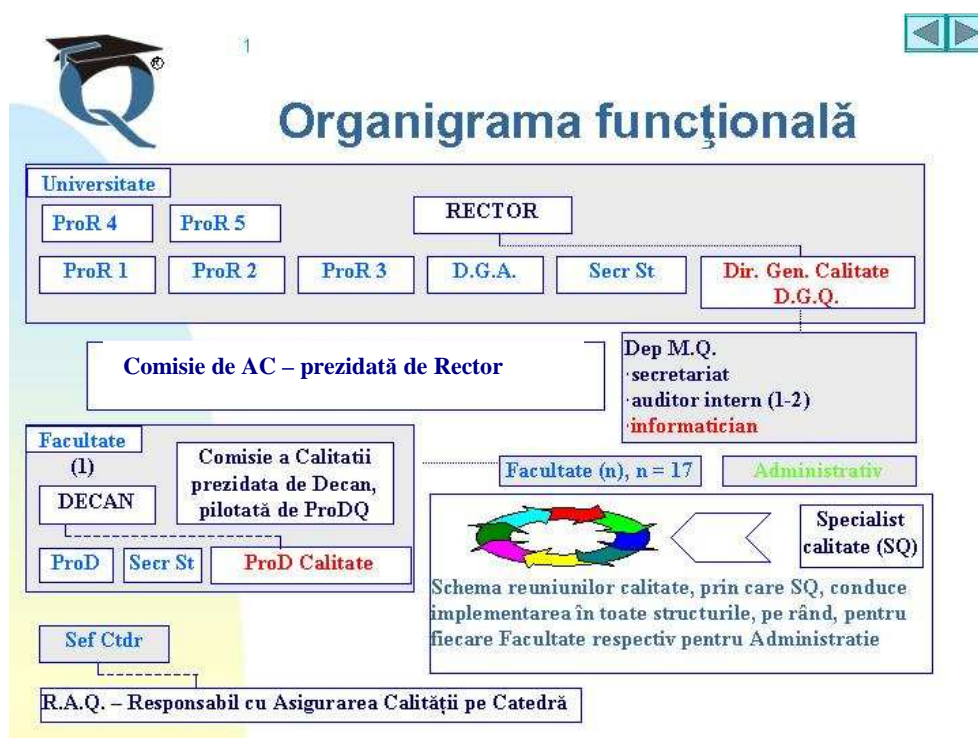 1
®
Organigrama funcţională
Universitate
ProR 4
ProR 5
RECTOR
ProR 1
ProR 2
ProR 3
D.G.A.
Secr St
Dir. Gen. Calitate
D.G.Q.
Comisie de AC – prezidată de Rector
Dep M.Q.
·secretariat
·auditor intern (1-2)
·informatician
Facultate
(1)
DECAN
Comisie a Calitatii
prezidata de Decan,
pilotată de ProDQ
Facultate (n), n = 17
Administrativ
ProD
Secr St
ProD Calitate
Specialist
calitate (SQ)
Schema reuniunilor calitate, prin care SQ, conduce
implementarea în toate structurile, pe rând, pentru
fiecare Facultate respectiv pentru Administratie
Sef Ctdr
R.A.Q. – Responsabil cu Asigurarea Calităţii pe Catedră